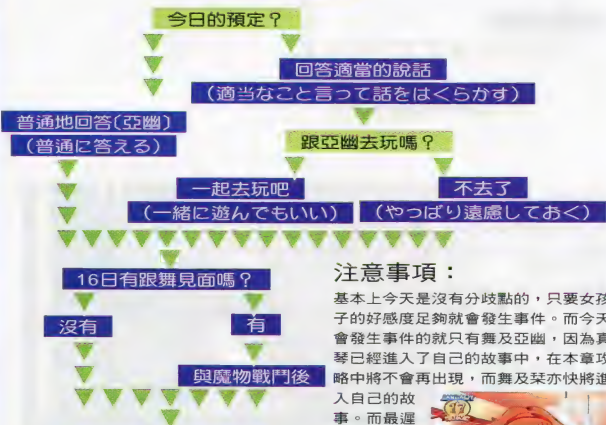 今日的預定？
回答適當的說話
（適当なこと言って話をはくらかす）
普通地回答〔亞幽〕
（普通に答える）
跟亞幽去玩嗎？
一起去玩吧
（一緒に遊んでもいい）
不去了
（やっぱり遠慮しておく）
16日有跟舞見面嗎？
沒有
有
與魔物戰鬥後
注意事項：
基本上今天是沒有分歧點的，只要女孩
子的好感度足夠就會發生事件。而今天
會發生事件的就只有舞及亞幽，因為真
琴已經進入了自己的故事中，在本章攻
略中將不會再出現，而舞及栞亦快將進
入自己的故
事。而最遲
17